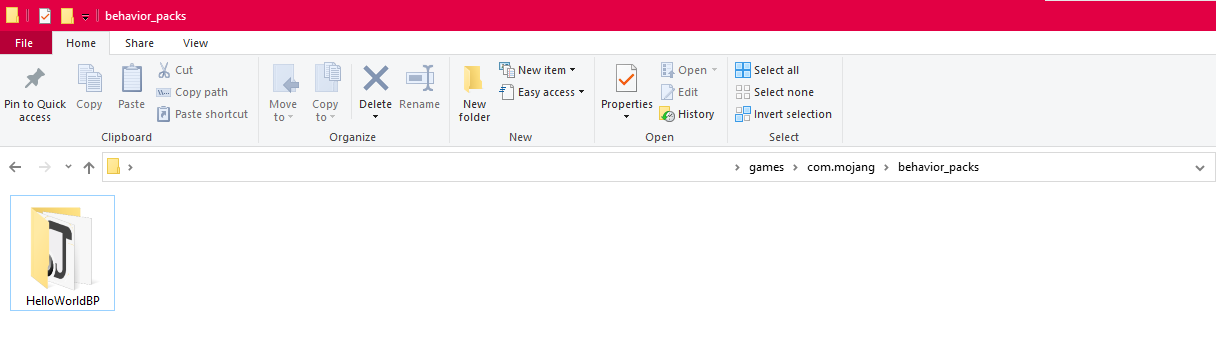 behavior_packs
File Home Share View
Pin to Quick access
Copy
Paste
Cut
Copy path
Paste shortcut
Clipboard
Move to
Copy to
Delete
Rename
Organize
New folder
New item
Easy access
New
Properties
Open
Edit
History
Open
Select all
Select none
Invert selection
Select
games com.mojang behavior_packs
HelloWorldBP